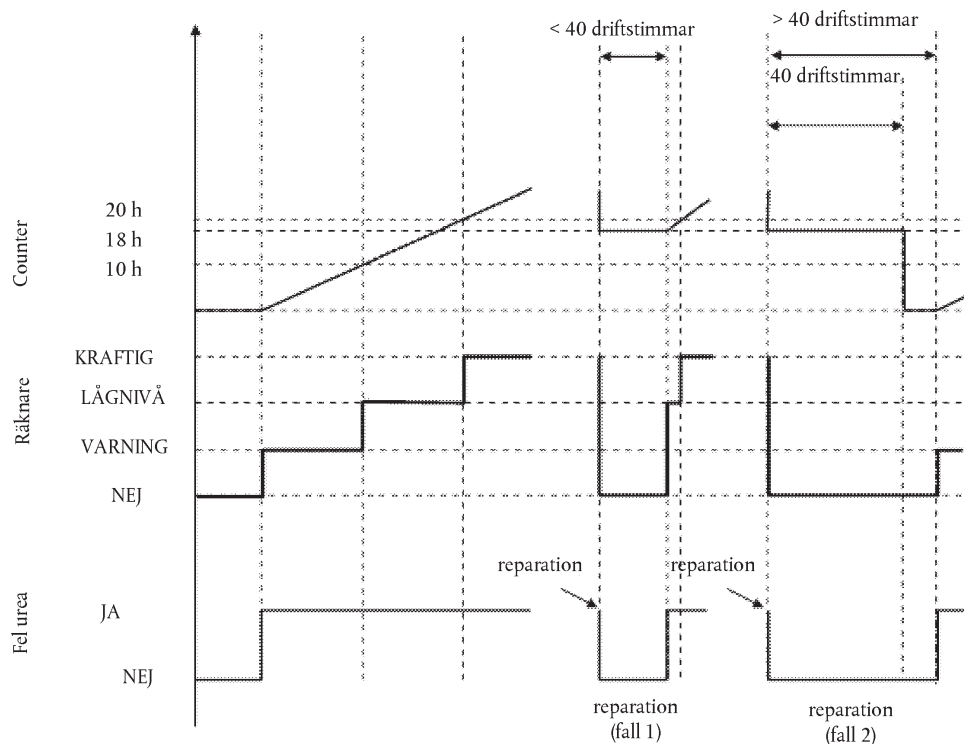 < 40 driftstimmar
> 40 driftstimmar
40 driftstimmar
Counter
20 h
18 h
10 h
Räknare
KRAFTIG
LÅGNIVÅ
VARNING
NEJ
Fel urea
reparation
reparation
JA
NEJ
reparation
(fall 1)
reparation
(fall 2)